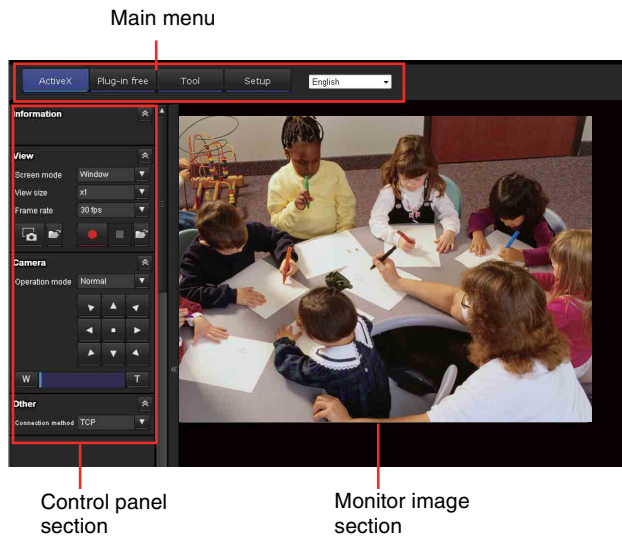 Main menu
ActiveX Plug-in free Tool Setup English
Information
View
Screen mode Window
View size x1
Frame rate 30 fps
Camera
Operation mode Normal
W T
Other
Connection method TCP
Control panel
section
Monitor image
section